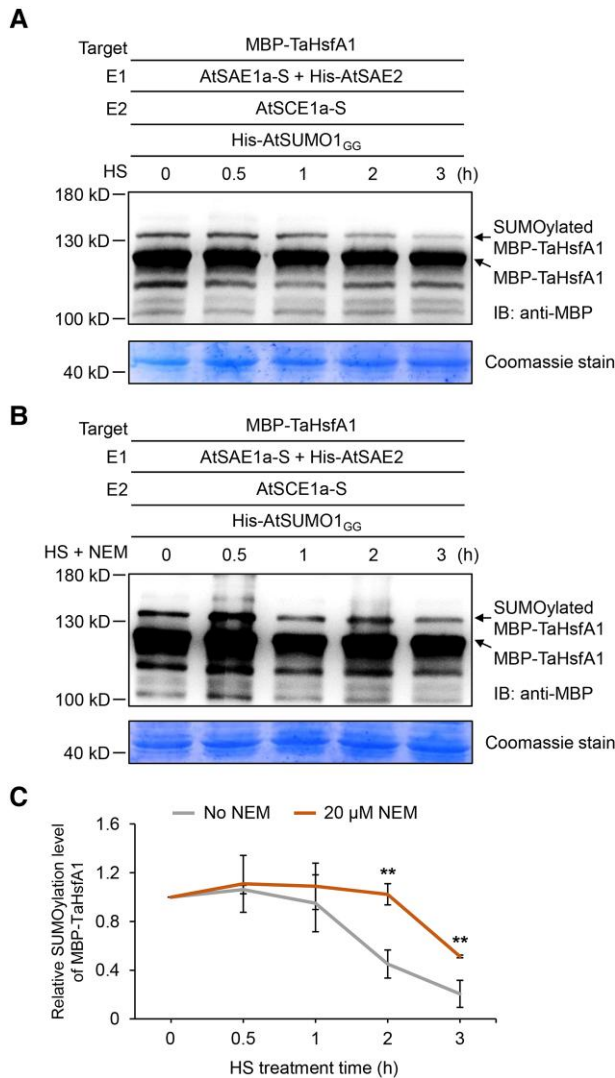 A
Target MBP-TaHsfA1
E1 AtSAE1a-S + His-AtSAE2
E2 AtSCE1a-S
His-AtSUMO1GG
HS 0 0.5 1 2 3 (h)
180 kD
130 kD
SUMOylated
MBP-TaHsfA1
MBP-TaHsfA1
IB: anti-MBP
100 kD
40 kD
Coomassie stain
B
Target MBP-TaHsfA1
E1 AtSAE1a-S + His-AtSAE2
E2 AtSCE1a-S
His-AtSUMO1GG
HS + NEM 0 0.5 1 2 3 (h)
180 kD
130 kD
SUMOylated
MBP-TaHsfA1
MBP-TaHsfA1
IB: anti-MBP
100 kD
40 kD
Coomassie stain
C
No NEM 20 µM NEM
Relative SUMOylation level
of MBP-TaHsfA1
1.6
1.2
0.8
0.4
0
**
**
0 0.5 1 2 3
HS treatment time (h)